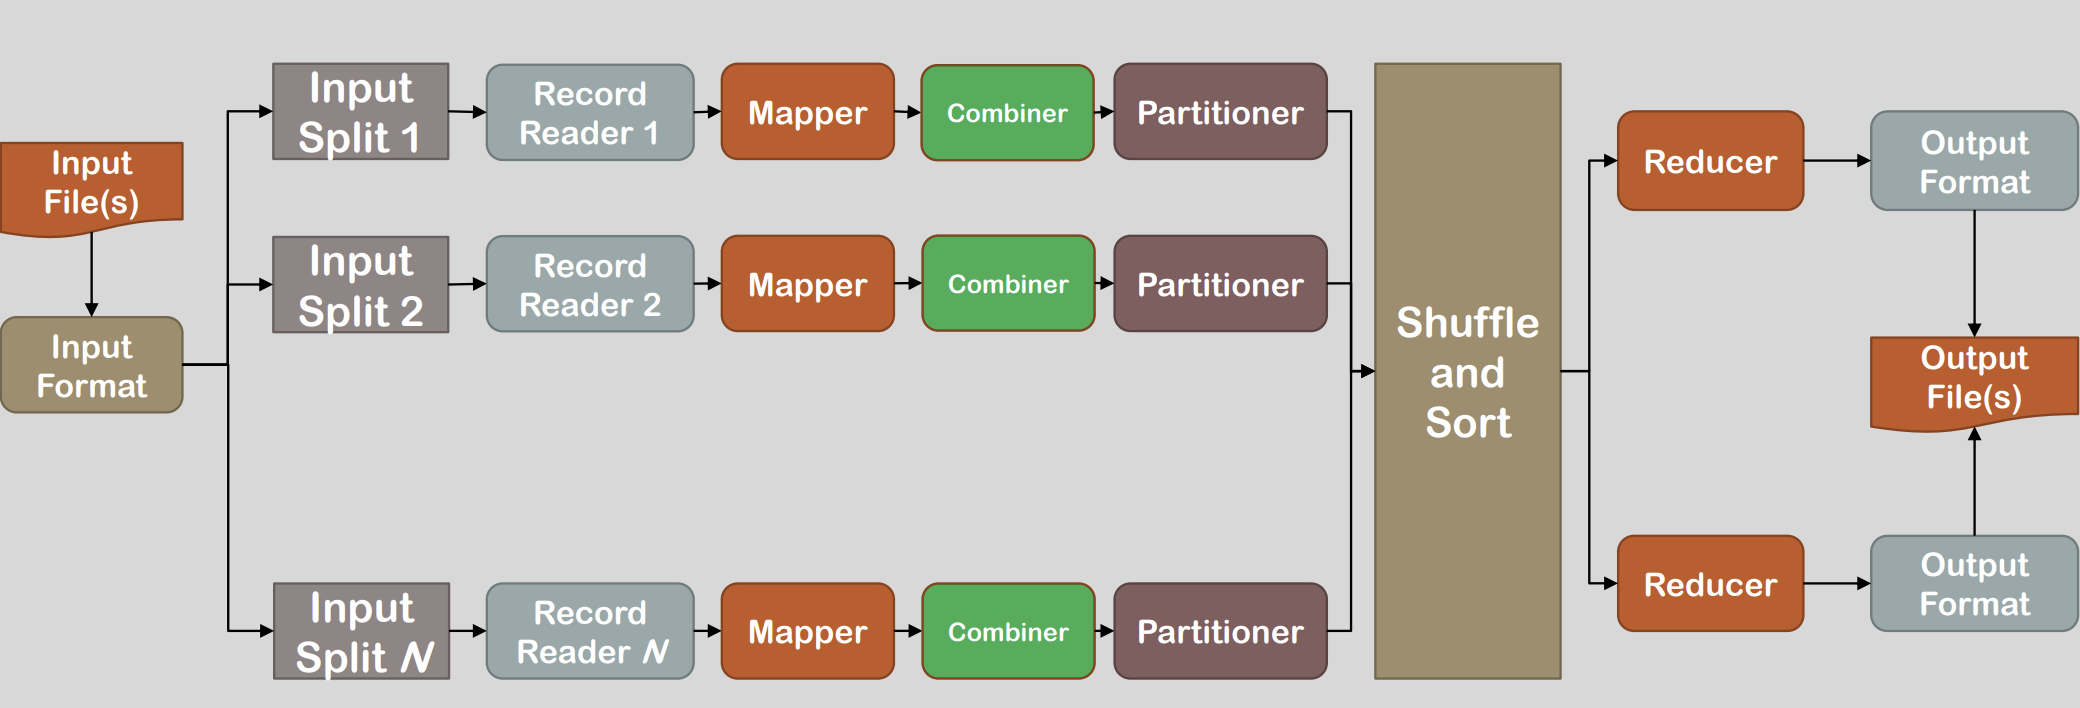 Input
File(s)
Input
Format
Input
Split 1
Record
Reader 1
Mapper
Combiner
Partitioner
Input
Split 2
Record
Reader 2
Mapper
Combiner
Partitioner
Input
Split N
Record
Reader N
Mapper
Combiner
Partitioner
Shuffle
and
Sort
Reducer
Output
Format
Output
File(s)
Reducer
Output
Format